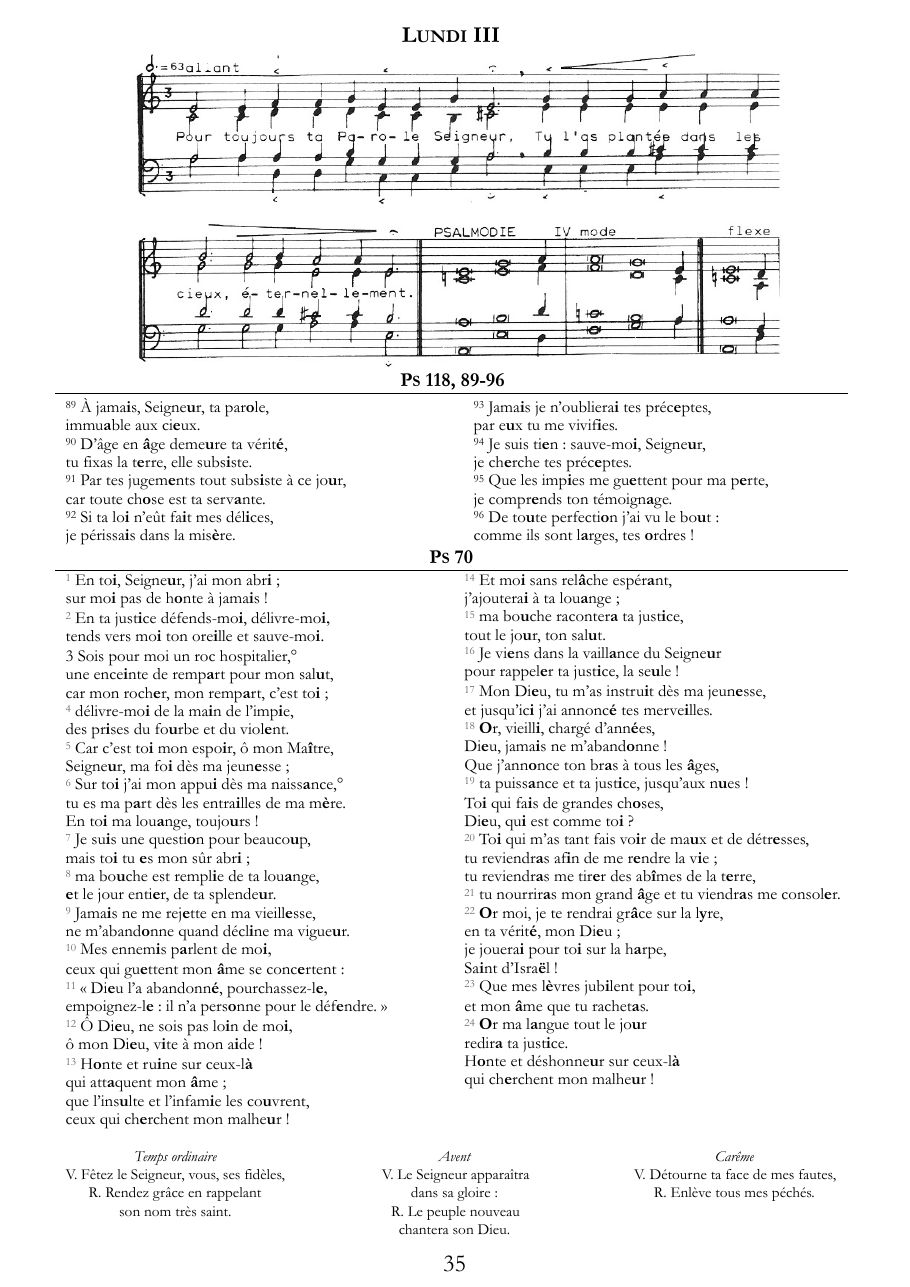 LUNDI III
𝅗𝅥. = 63 allant
Pour toujours ta Pa- ro- le Seigneur, Tu l'as plantée dans les
PSALMODIE IV mode flexe
cieux, é- ter-nel-le-ment.
PS 118, 89-96
89 À jamais, Seigneur, ta parole,
immuable aux cieux.
90 D’âge en âge demeure ta vérité,
tu fixas la terre, elle subsiste.
91 Par tes jugements tout subsiste à ce jour,
car toute chose est ta servante.
92 Si ta loi n’eût fait mes délices,
je périssais dans la misère.
93 Jamais je n’oublierai tes préceptes,
par eux tu me vivifies.
94 Je suis tien : sauve-moi, Seigneur,
je cherche tes préceptes.
95 Que les impies me guettent pour ma perte,
je comprends ton témoignage.
96 De toute perfection j’ai vu le bout :
comme ils sont larges, tes ordres !
PS 70
1 En toi, Seigneur, j’ai mon abri ;
sur moi pas de honte à jamais !
2 En ta justice défends-moi, délivre-moi,
tends vers moi ton oreille et sauve-moi.
3 Sois pour moi un roc hospitalier,°
une enceinte de rempart pour mon salut,
car mon rocher, mon rempart, c’est toi ;
4 délivre-moi de la main de l’impie,
des prises du fourbe et du violent.
5 Car c’est toi mon espoir, ô mon Maître,
Seigneur, ma foi dès ma jeunesse ;
6 Sur toi j’ai mon appui dès ma naissance,°
tu es ma part dès les entrailles de ma mère.
En toi ma louange, toujours !
7 Je suis une question pour beaucoup,
mais toi tu es mon sûr abri ;
8 ma bouche est remplie de ta louange,
et le jour entier, de ta splendeur.
9 Jamais ne me rejette en ma vieillesse,
ne m’abandonne quand décline ma vigueur.
10 Mes ennemis parlent de moi,
ceux qui guettent mon âme se concertent :
11 « Dieu l’a abandonné, pourchassez-le,
empoignez-le : il n’a personne pour le défendre. »
12 Ô Dieu, ne sois pas loin de moi,
ô mon Dieu, vite à mon aide !
13 Honte et ruine sur ceux-là
qui attaquent mon âme ;
que l’insulte et l’infamie les couvrent,
ceux qui cherchent mon malheur !
14 Et moi sans relâche espérant,
j’ajouterai à ta louange ;
15 ma bouche racontera ta justice,
tout le jour, ton salut.
16 Je viens dans la vaillance du Seigneur
pour rappeler ta justice, la seule !
17 Mon Dieu, tu m’as instruit dès ma jeunesse,
et jusqu’ici j’ai annoncé tes merveilles.
18 Or, vieilli, chargé d’années,
Dieu, jamais ne m’abandonne !
Que j’annonce ton bras à tous les âges,
19 ta puissance et ta justice, jusqu’aux nues !
Toi qui fais de grandes choses,
Dieu, qui est comme toi ?
20 Toi qui m’as tant fais voir de maux et de détresses,
tu reviendras afin de me rendre la vie ;
tu reviendras me tirer des abîmes de la terre,
21 tu nourriras mon grand âge et tu viendras me consoler.
22 Or moi, je te rendrai grâce sur la lyre,
en ta vérité, mon Dieu ;
je jouerai pour toi sur la harpe,
Saint d’Israël !
23 Que mes lèvres jubilent pour toi,
et mon âme que tu rachetas.
24 Or ma langue tout le jour
redira ta justice.
Honte et déshonneur sur ceux-là
qui cherchent mon malheur !
Temps ordinaire
V. Fêtez le Seigneur, vous, ses fidèles,
R. Rendez grâce en rappelant
son nom très saint.
Avent
V. Le Seigneur apparaîtra
dans sa gloire :
R. Le peuple nouveau
chantera son Dieu.
Carême
V. Détourne ta face de mes fautes,
R. Enlève tous mes péchés.
35